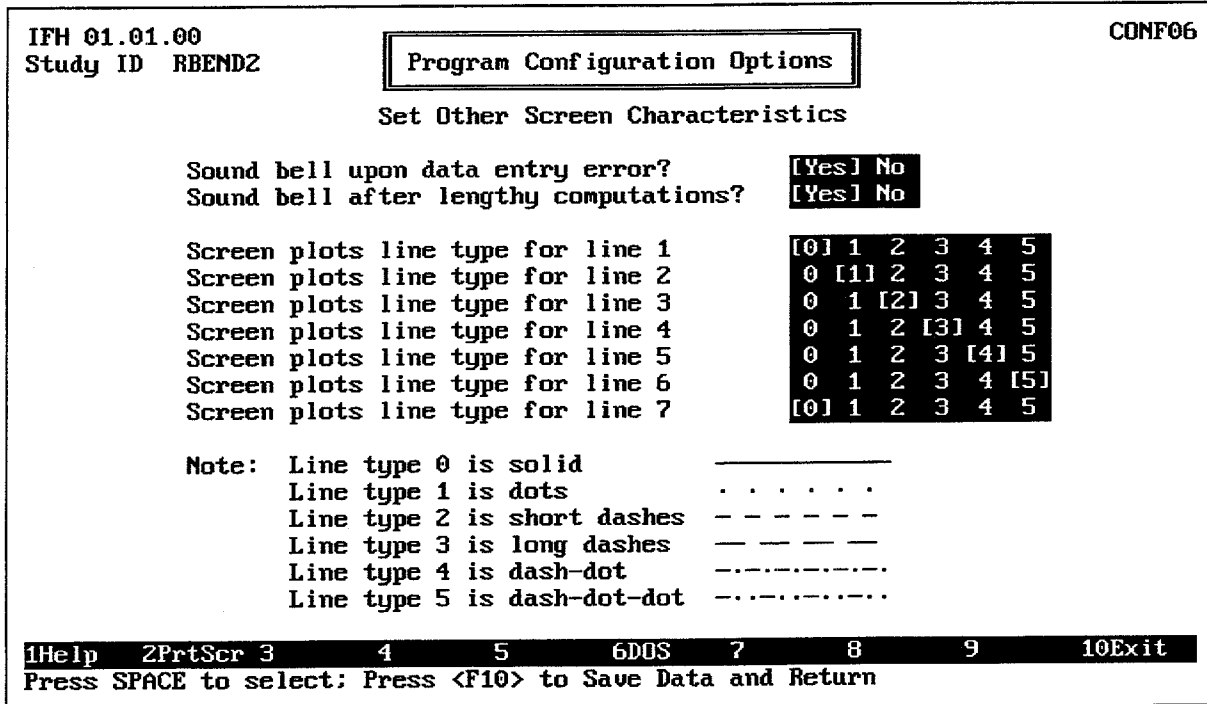 IFH 01.01.00
CONF06
Study ID RBEND2
Program Configuration Options
Set Other Screen Characteristics
Sound bell upon data entry error? [Yes] No
Sound bell after lengthy computations? [Yes] No
Screen plots line type for line 1 [0] 1 2 3 4 5
Screen plots line type for line 2 0 [1] 2 3 4 5
Screen plots line type for line 3 0 1 [2] 3 4 5
Screen plots line type for line 4 0 1 2 [3] 4 5
Screen plots line type for line 5 0 1 2 3 [4] 5
Screen plots line type for line 6 0 1 2 3 4 [5]
Screen plots line type for line 7 [0] 1 2 3 4 5
Note: Line type 0 is solid
Line type 1 is dots
Line type 2 is short dashes
Line type 3 is long dashes
Line type 4 is dash-dot
Line type 5 is dash-dot-dot
1Help 2PrtScr 3 4 5 6DOS 7 8 9 10Exit
Press SPACE to select; Press <F10> to Save Data and Return